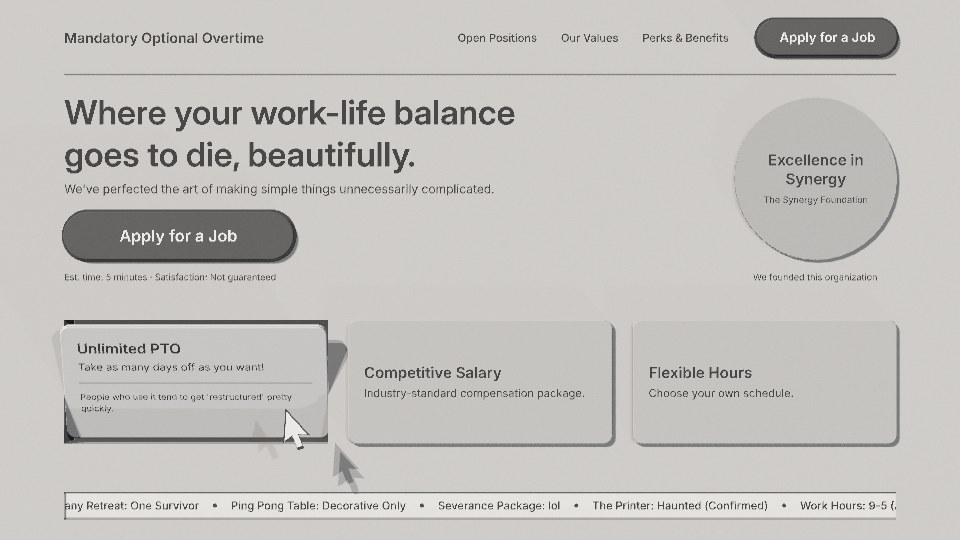 Mandatory Optional Overtime
Open Positions
Our Values
Perks & Benefits
Apply for a Job
Where your work-life balance
goes to die, beautifully.
We've perfected the art of making simple things unnecessarily complicated.
Apply for a Job
Est. time: 5 minutes · Satisfaction: Not guaranteed
Excellence in
Synergy
The Synergy Foundation
We founded this organization
Unlimited PTO
Take as many days off as you want!
People who use it tend to get 'restructured' pretty
quickly.
Competitive Salary
Industry-standard compensation package.
Flexible Hours
Choose your own schedule.
any Retreat: One Survivor • Ping Pong Table: Decorative Only • Severance Package: lol • The Printer: Haunted (Confirmed) • Work Hours: 9-5 (